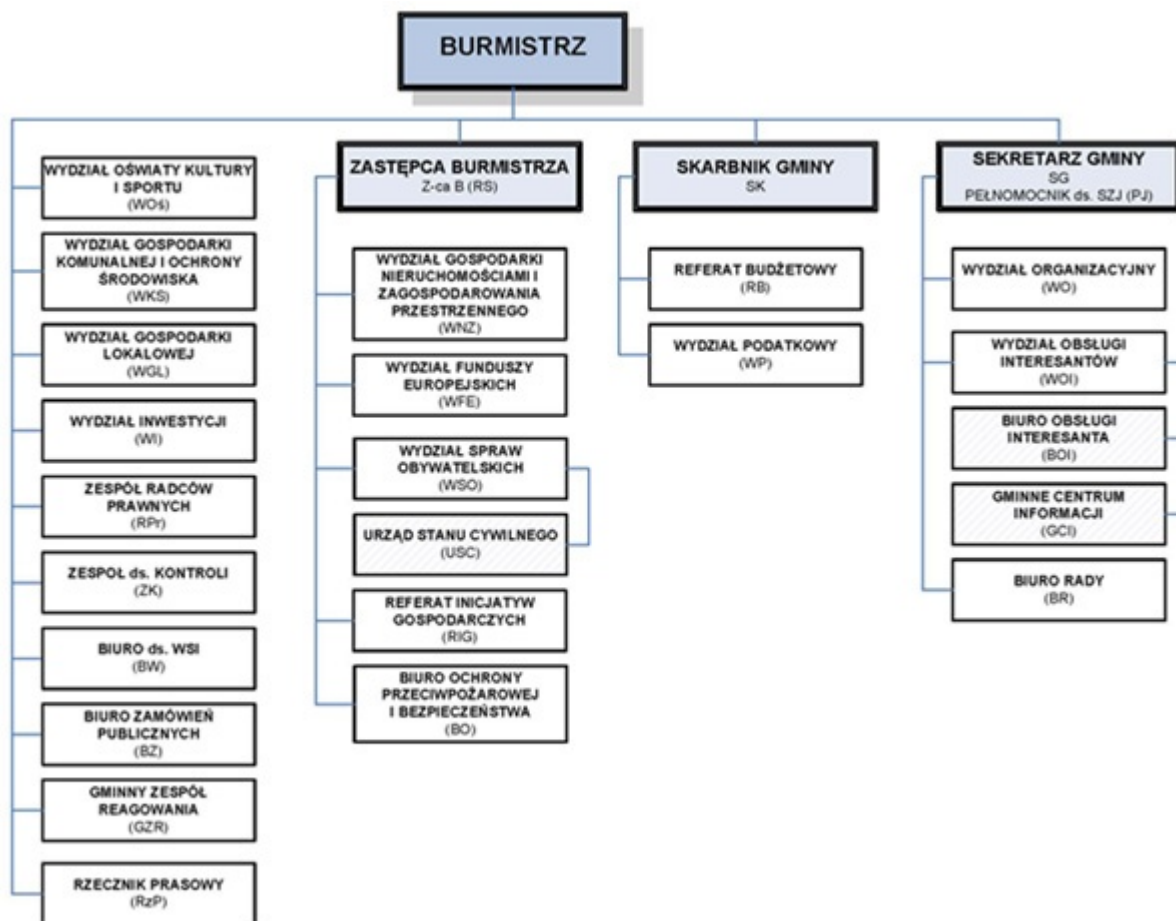 BURMISTRZ
WYDZIAŁ OŚWIATY KULTURY
I SPORTU
(WOś)
WYDZIAŁ GOSPODARKI
KOMUNALNEJ I OCHRONY
ŚRODOWISKA
(WKS)
WYDZIAŁ GOSPODARKI
LOKALOWEJ
(WGL)
WYDZIAŁ INWESTYCJI
(WI)
ZESPÓŁ RADCÓW
PRAWNYCH
(RPr)
ZESPOŁ ds. KONTROLI
(ZK)
BIURO ds. WSI
(BW)
BIURO ZAMÓWIEŃ
PUBLICZNYCH
(BZ)
GMINNY ZESPÓŁ
REAGOWANIA
(GZR)
RZECZNIK PRASOWY
(RzP)
ZASTĘPCA BURMISTRZA
Z-ca B (RS)
WYDZIAŁ GOSPODARKI
NIERUCHOMOŚCIAMI I
ZAGOSPODAROWANIA
PRZESTRZENNEGO
(WNZ)
WYDZIAŁ FUNDUSZY
EUROPEJSKICH
(WFE)
WYDZIAŁ SPRAW
OBYWATELSKICH
(WSO)
URZĄD STANU CYWILNEGO
(USC)
REFERAT INICJATYW
GOSPODARCZYCH
(RIG)
BIURO OCHRONY
PRZECIWPOŻAROWEJ
I BEZPIECZEŃSTWA
(BO)
SKARBNIK GMINY
SK
REFERAT BUDŻETOWY
(RB)
WYDZIAŁ PODATKOWY
(WP)
SEKRETARZ GMINY
SG
PEŁNOMOCNIK ds. SZJ (PJ)
WYDZIAŁ ORGANIZACYJNY
(WO)
WYDZIAŁ OBSŁUGI
INTERESANTÓW
(WOI)
BIURO OBSŁUGI
INTERESANTA
(BOI)
GMINNE CENTRUM
INFORMACJI
(GCI)
BIURO RADY
(BR)